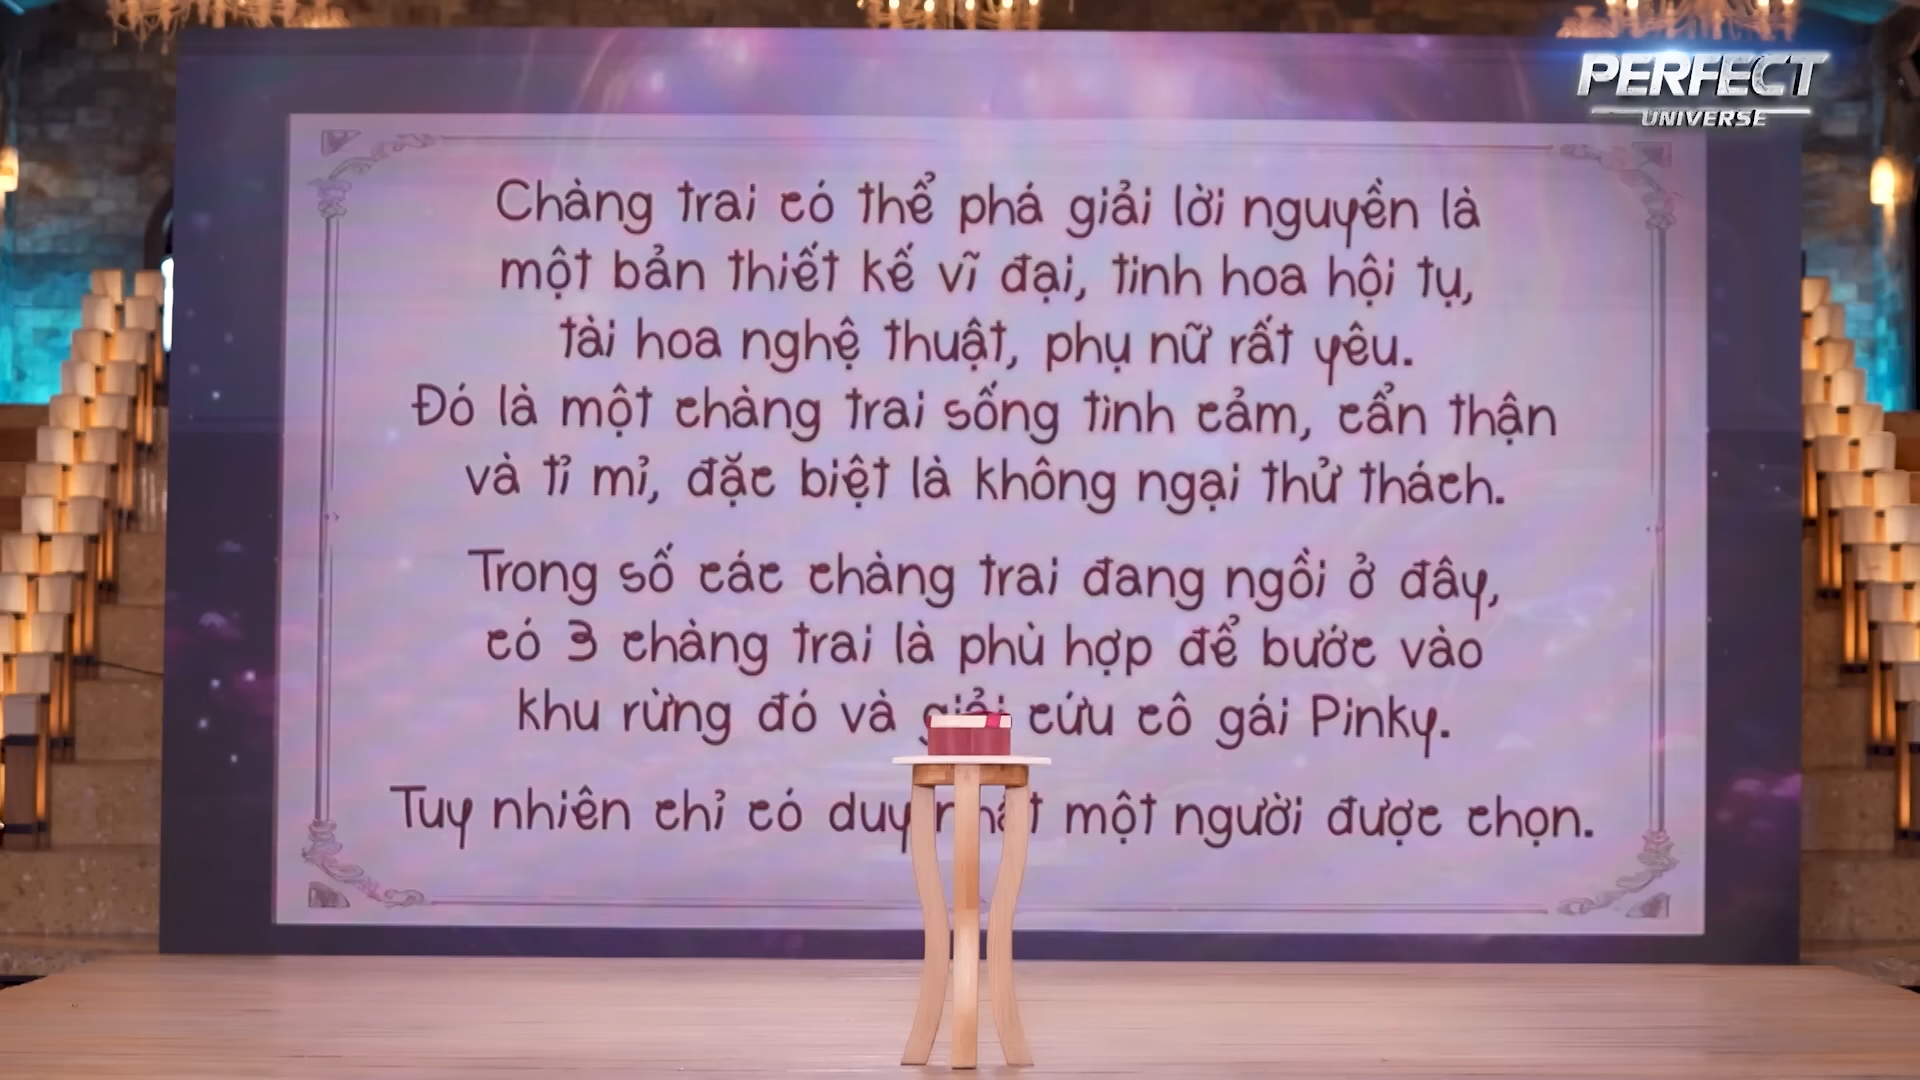 PERFECT
UNIVERSE
Chàng trai có thể phá giải lời nguyền là
một bản thiết kế vĩ đại, tinh hoa hội tụ,
tài hoa nghệ thuật, phụ nữ rất yêu.
Đó là một chàng trai sống tình cảm, cẩn thận
và tỉ mỉ, đặc biệt là không ngại thử thách.
Trong số các chàng trai đang ngồi ở đây,
có 3 chàng trai là phù hợp để bước vào
khu rừng đó và giải cứu cô gái Pinky.
Tuy nhiên chỉ có duy nhất một người được chọn.